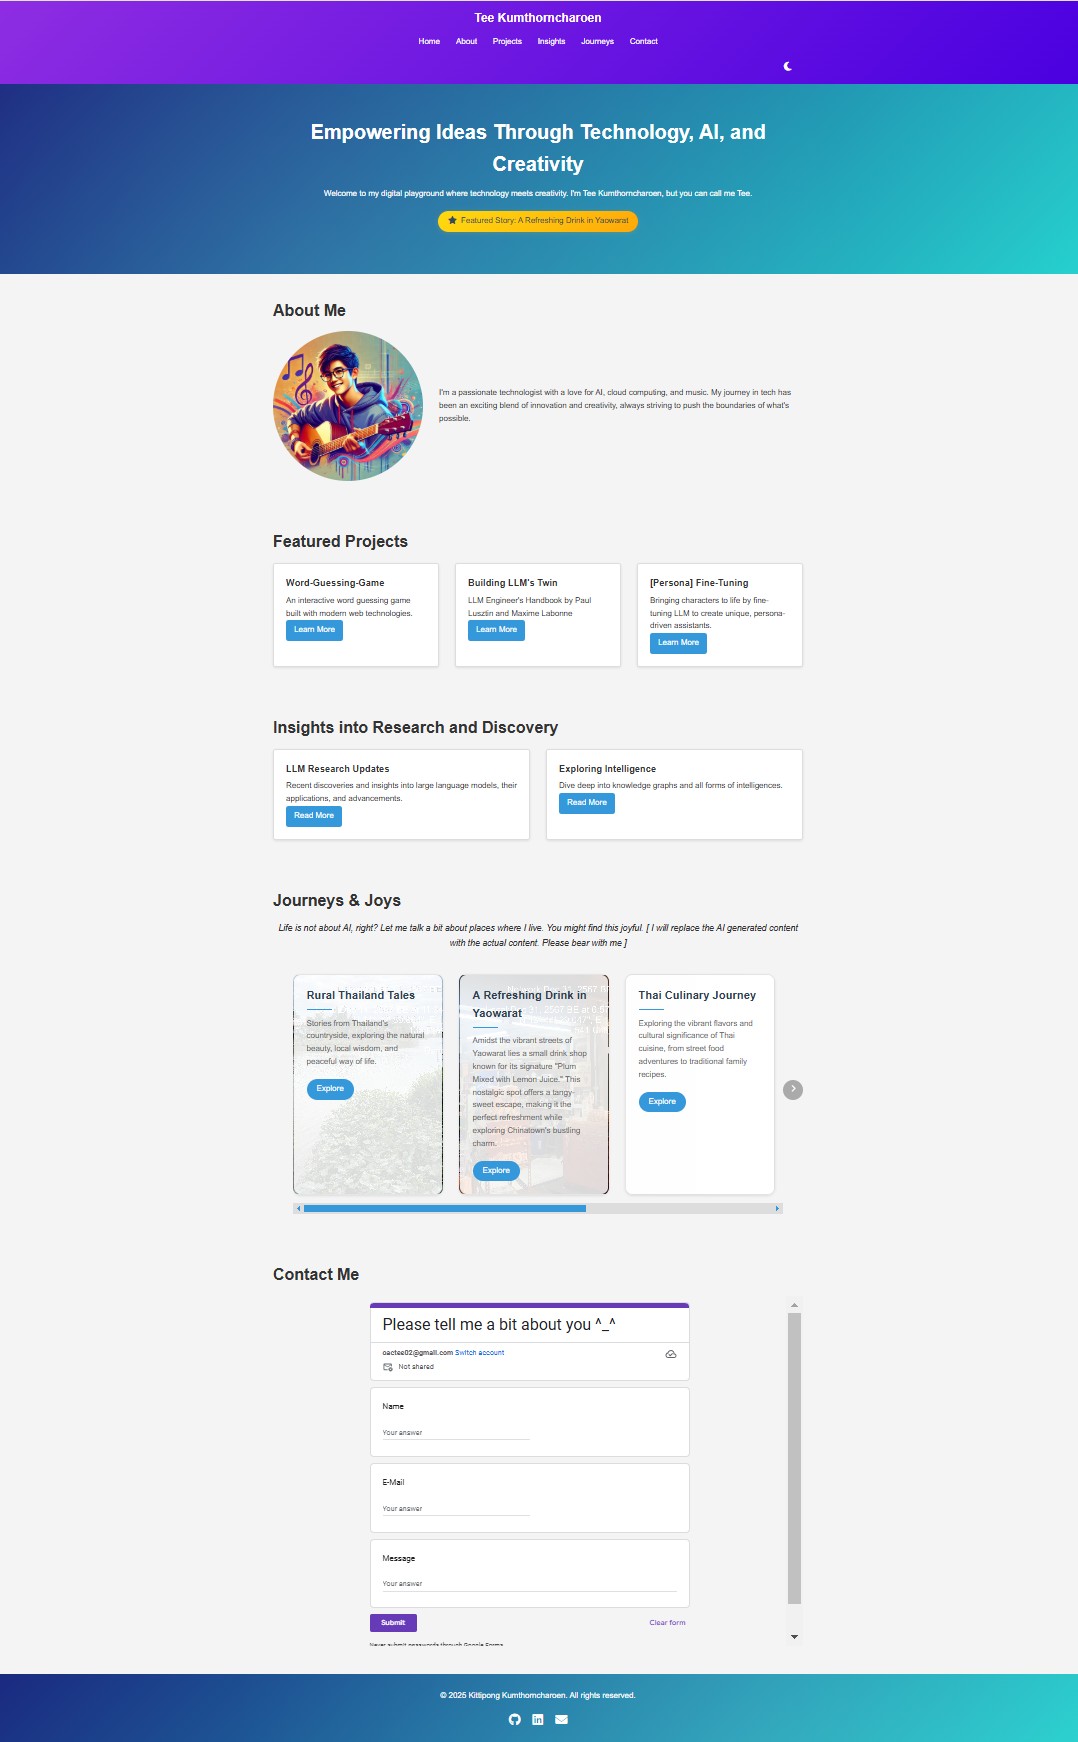 Tee Kumthorncharoen
Home About Projects Insights Journeys Contact
Empowering Ideas Through Technology, AI, and
Creativity
Welcome to my digital playground where technology meets creativity. I'm Tee Kumthorncharoen, but you can call me Tee.
Featured Story: A Refreshing Drink in Yaowarat
About Me
I'm a passionate technologist with a love for AI, cloud computing, and music. My journey in tech has
been an exciting blend of innovation and creativity, always striving to push the boundaries of what's
possible.
Featured Projects
Word-Guessing-Game
An interactive word guessing game
built with modern web technologies.
Learn More
Building LLM's Twin
LLM Engineer's Handbook by Paul
Lusztin and Maxime Labonne
Learn More
[Persona] Fine-Tuning
Bringing characters to life by fine-
tuning LLM to create unique, persona-
driven assistants.
Learn More
Insights into Research and Discovery
LLM Research Updates
Recent discoveries and insights into large language models, their
applications, and advancements.
Read More
Exploring Intelligence
Dive deep into knowledge graphs and all forms of intelligences.
Read More
Journeys & Joys
Life is not about AI, right? Let me talk a bit about places where I live. You might find this joyful. [ I will replace the AI generated content
with the actual content. Please bear with me ]
Rural Thailand Tales
Stories from Thailand's
countryside, exploring the natural
beauty, local wisdom, and
peaceful way of life.
Explore
A Refreshing Drink in
Yaowarat
Amidst the vibrant streets of
Yaowarat lies a small drink shop
known for its signature "Plum
Mixed with Lemon Juice." This
nostalgic spot offers a tangy-
sweet escape, making it the
perfect refreshment while
exploring Chinatown's bustling
charm.
Explore
Thai Culinary Journey
Exploring the vibrant flavors and
cultural significance of Thai
cuisine, from street food
adventures to traditional family
recipes.
Explore
Contact Me
Please tell me a bit about you ^_^
oactee02@gmail.com Switch account
Not shared
Name
Your answer
E-Mail
Your answer
Message
Your answer
Submit
Clear form
Never submit passwords through Google Forms.
© 2025 Kittipong Kumthorncharoen. All rights reserved.